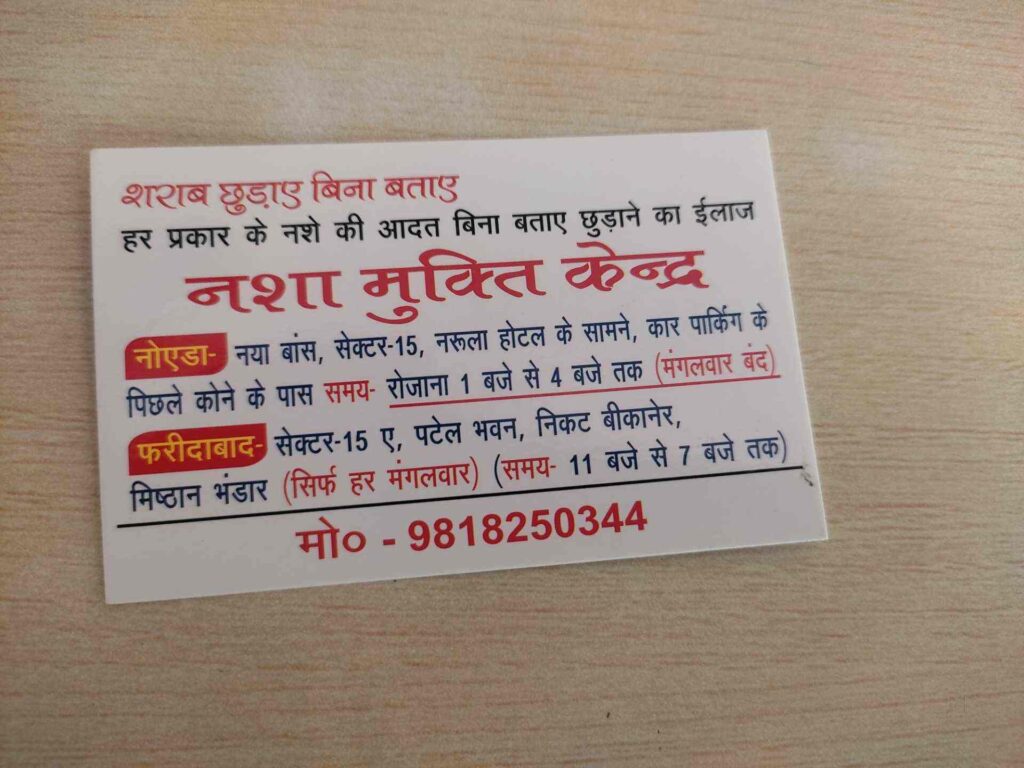 शराब छुड़ाए बिना बताए
हर प्रकार के नशे की आदत बिना बताए छुड़ाने का ईलाज
नशा मुक्ति केन्द्र
नोएडा- नया बांस, सेक्टर-15, नरूला होटल के सामने, कार पार्किंग के
पिछले कोने के पास समय- रोजाना 1 बजे से 4 बजे तक (मंगलवार बंद)
फरीदाबाद- सेक्टर-15 ए, पटेल भवन, निकट बीकानेर,
मिष्ठान भंडार (सिर्फ हर मंगलवार) (समय- 11 बजे से 7 बजे तक)
मो० - 9818250344